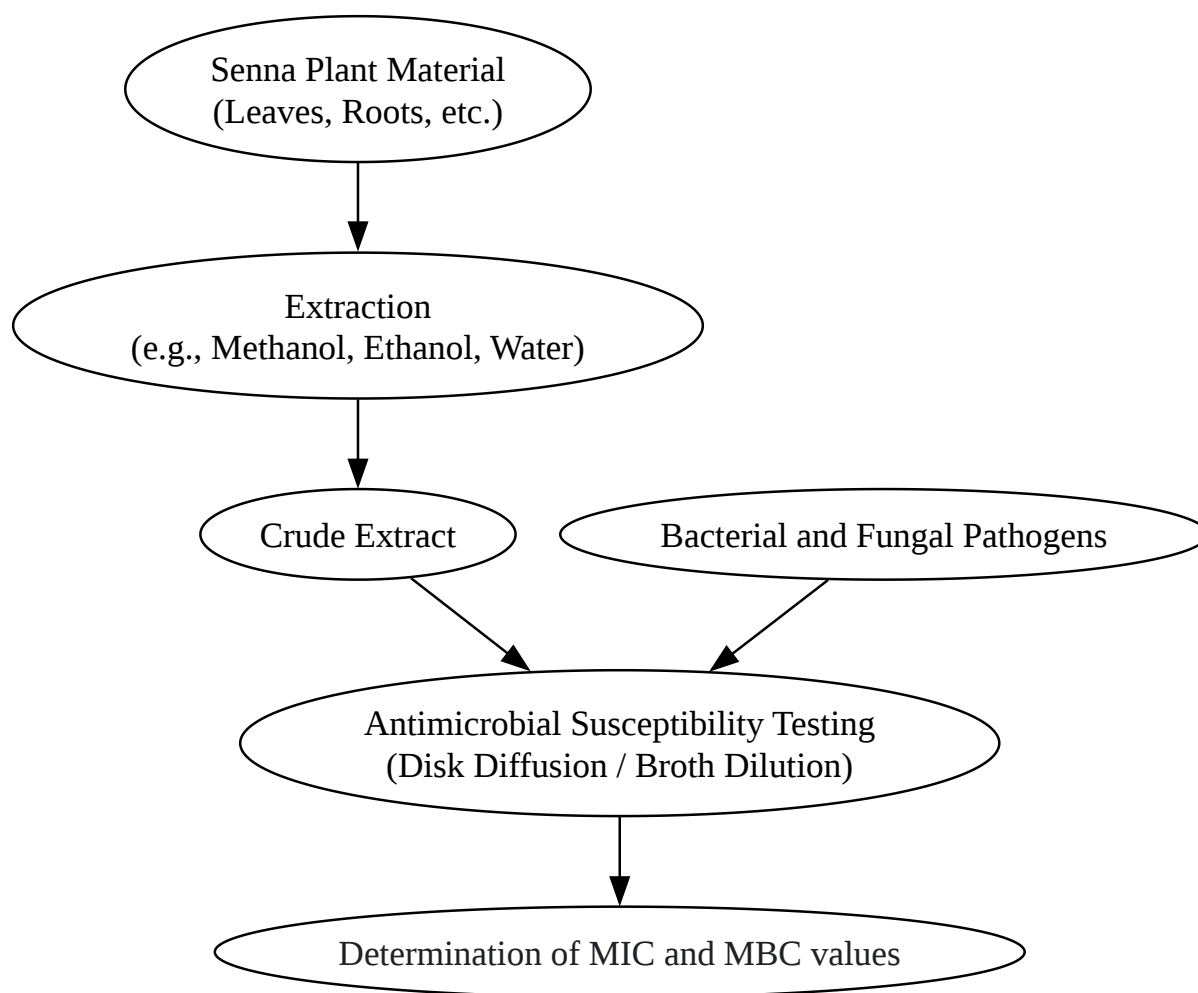 Senna Plant Material
(Leaves, Roots, etc.)
Extraction
(e.g., Methanol, Ethanol, Water)
Crude Extract
Bacterial and Fungal Pathogens
Antimicrobial Susceptibility Testing
(Disk Diffusion / Broth Dilution)
Determination of MIC and MBC values